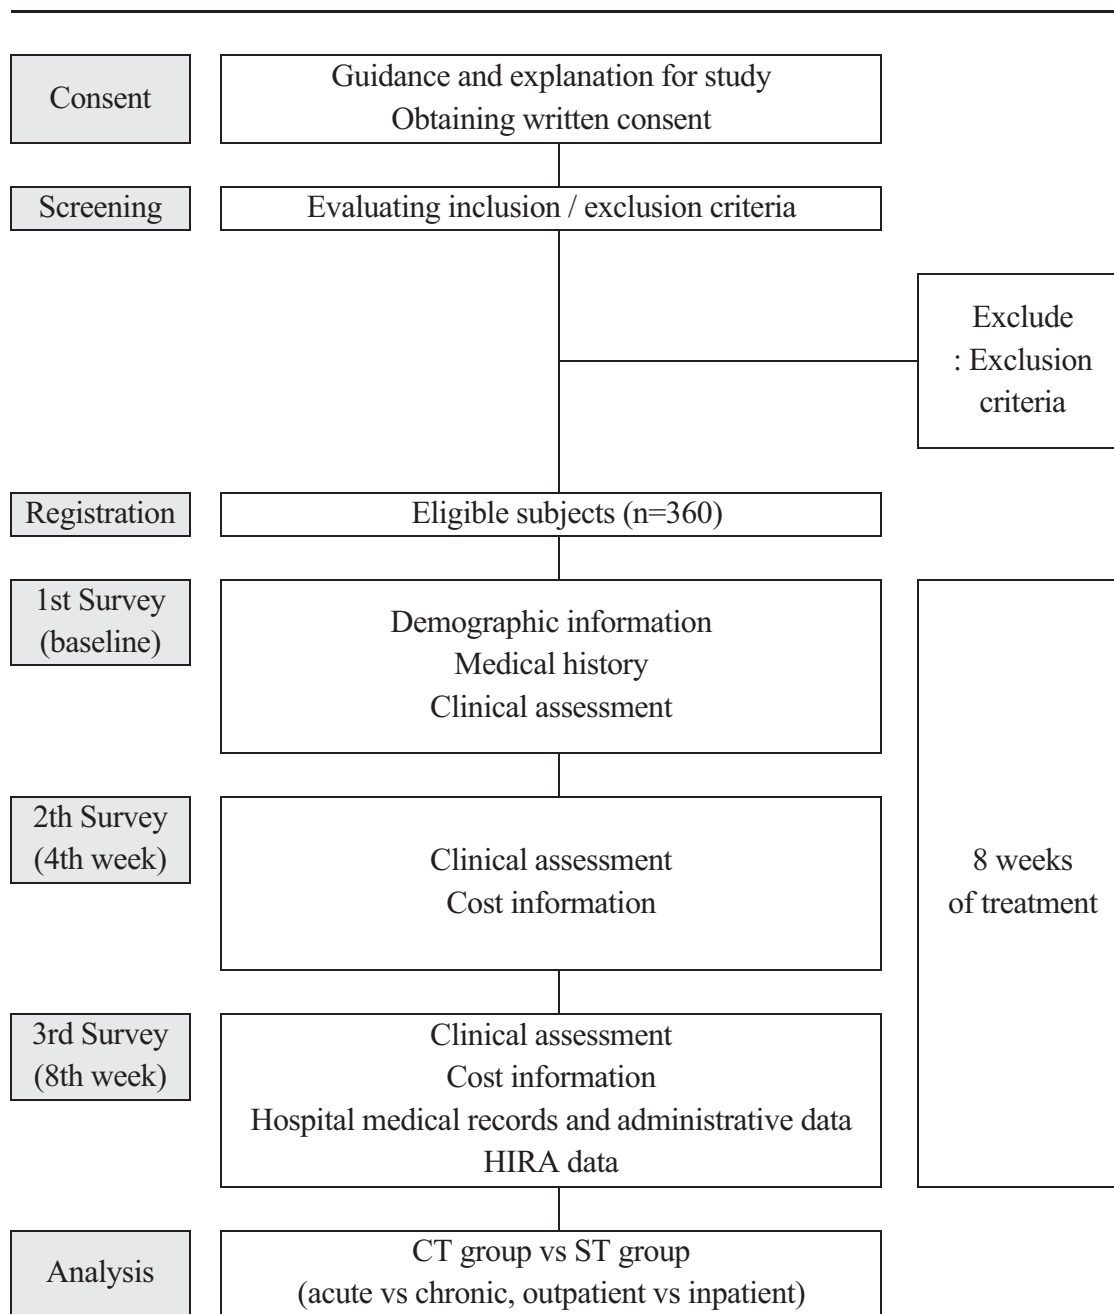 Consent
Guidance and explanation for study
Obtaining written consent
Screening
Evaluating inclusion / exclusion criteria
Exclude
: Exclusion
criteria
Registration
Eligible subjects (n=360)
1st Survey
(baseline)
Demographic information
Medical history
Clinical assessment
2th Survey
(4th week)
Clinical assessment
Cost information
8 weeks
of treatment
3rd Survey
(8th week)
Clinical assessment
Cost information
Hospital medical records and administrative data
HIRA data
Analysis
CT group vs ST group
(acute vs chronic, outpatient vs inpatient)